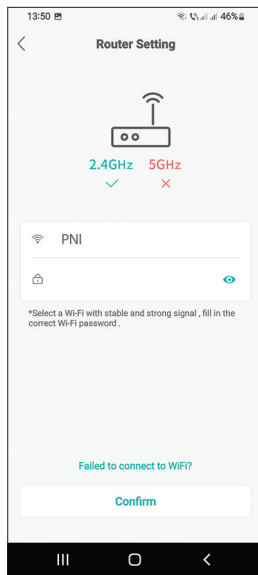 13:50 46%
Router Setting
2.4GHz 5GHz
PNI
*Select a Wi-Fi with stable and strong signal , fill in the
correct Wi-Fi password .
Failed to connect to WiFi?
Confirm